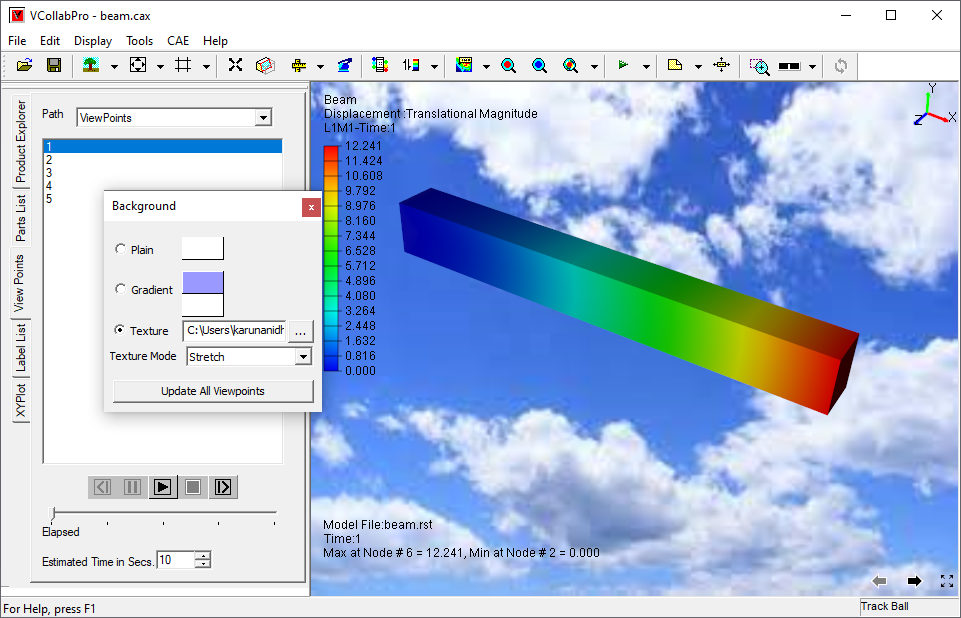 VCollabPro - beam.cax
File Edit Display Tools CAE Help
Product Explorer
Parts List
View Points
Label List
XYPlot
Path ViewPoints
1
2
3
4
5
Background
Plain
Gradient
Texture C:\Users\karunanidh ...
Texture Mode Stretch
Update All Viewpoints
Elapsed
Estimated Time in Secs. 10
Beam
Displacement :Translational Magnitude
L1M1-Time:1
12.241
11.424
10.608
9.792
8.976
8.160
7.344
6.528
5.712
4.896
4.080
3.264
2.448
1.632
0.816
0.000
Y
X
Z
Model File:beam.rst
Time:1
Max at Node # 6 = 12.241, Min at Node # 2 = 0.000
For Help, press F1
Track Ball